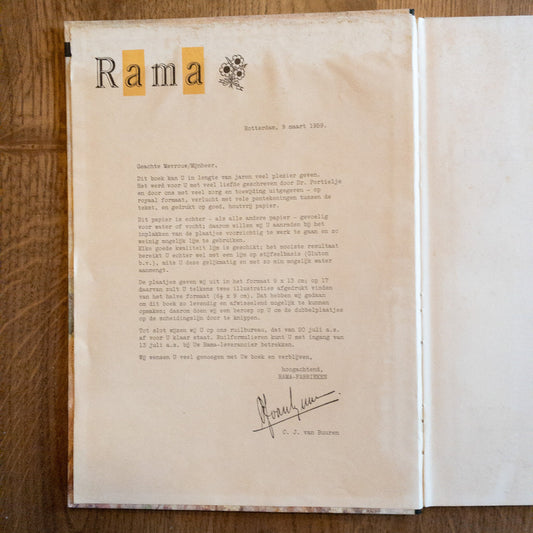 Rama
Rotterdam, 9 maart 1959.
Geachte Mevrouw/Mijnheer,
Dit boek kan U in lengte van jaren veel plezier geven.
Het werd voor U met veel liefde geschreven door Dr. Portielje
en door ons met veel zorg en toewijding uitgegeven - op
royaal formaat, verlucht met vele pentekeningen tussen de
tekst, en gedrukt op goed, houtvrij papier.
Dit papier is echter - als alle andere papier - gevoelig
voor water of vocht; daarom willen wij U aanraden bij het
inplakken van de plaatjes voorzichtig te werk te gaan en zo
weinig mogelijk lijm te gebruiken.
Elke goede kwaliteit lijm is geschikt; het mooiste resultaat
bereikt U echter wel met een lijm op stijfselbasis (Gluton
b.v.), mits U deze gelijkmatig en met zo min mogelijk water
aanmengt.
De plaatjes geven wij uit in het formaat 9 x 13 cm; op 17
daarvan zult U telkens twee illustraties afgedrukt vinden
van het halve formaat (6½ x 9 cm). Dat hebben wij gedaan
om dit boek zo levendig en afwisselend mogelijk te kunnen
opmaken; daarom doen wij een beroep op U om de dubbelplaatjes
op de scheidingslijn door te knippen.
Tot slot wijzen wij U op ons ruilbureau, dat van 20 juli a.s.
af voor U klaar staat. Ruilformulieren kunt U met ingang van
13 juli a.s. bij Uw Rama-leverancier betrekken.
Wij wensen U veel genoegen met Uw boek en verblijven,
hoogachtend,
RAMA-FABRIEKEN
C. J. van Buuren